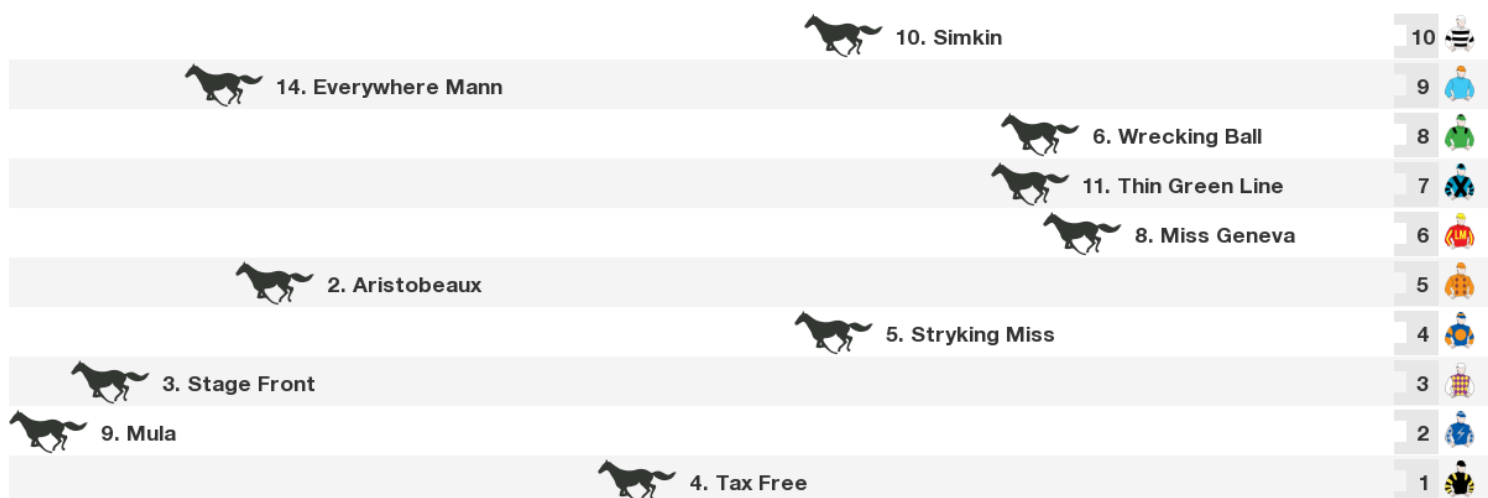 10. Simkin 10
14. Everywhere Mann 9
6. Wrecking Ball 8
11. Thin Green Line 7
8. Miss Geneva 6
LM
2. Aristobeaux 5
5. Stryking Miss 4
3. Stage Front 3
9. Mula 2
4. Tax Free 1